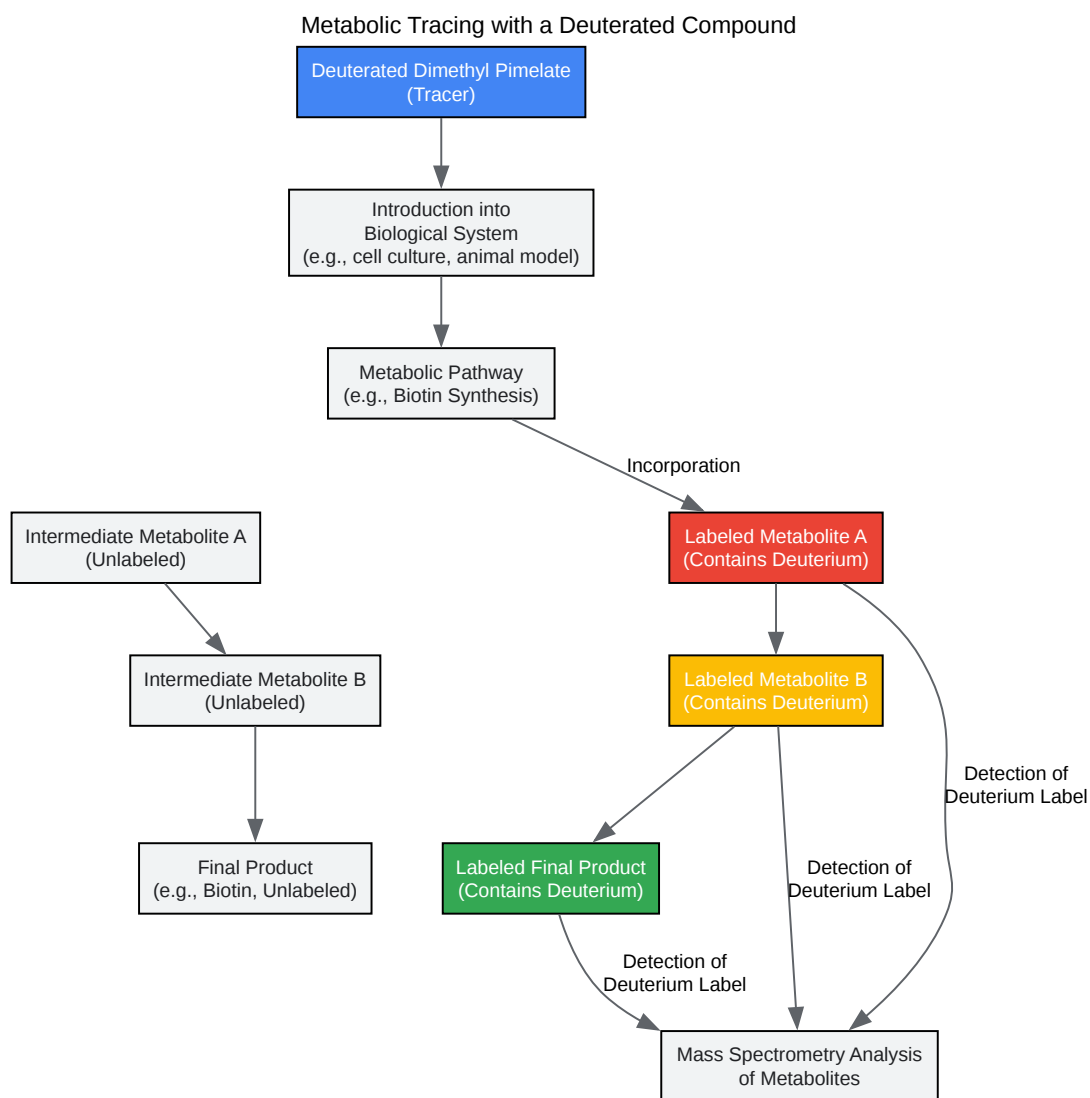 Metabolic Tracing with a Deuterated Compound
Deuterated Dimethyl Pimelate
(Tracer)
Introduction into
Biological System
(e.g., cell culture, animal model)
Metabolic Pathway
(e.g., Biotin Synthesis)
Incorporation
Intermediate Metabolite A
(Unlabeled)
Labeled Metabolite A
(Contains Deuterium)
Intermediate Metabolite B
(Unlabeled)
Labeled Metabolite B
(Contains Deuterium)
Detection of
Deuterium Label
Final Product
(e.g., Biotin, Unlabeled)
Labeled Final Product
(Contains Deuterium)
Detection of
Deuterium Label
Detection of
Deuterium Label
Mass Spectrometry Analysis
of Metabolites